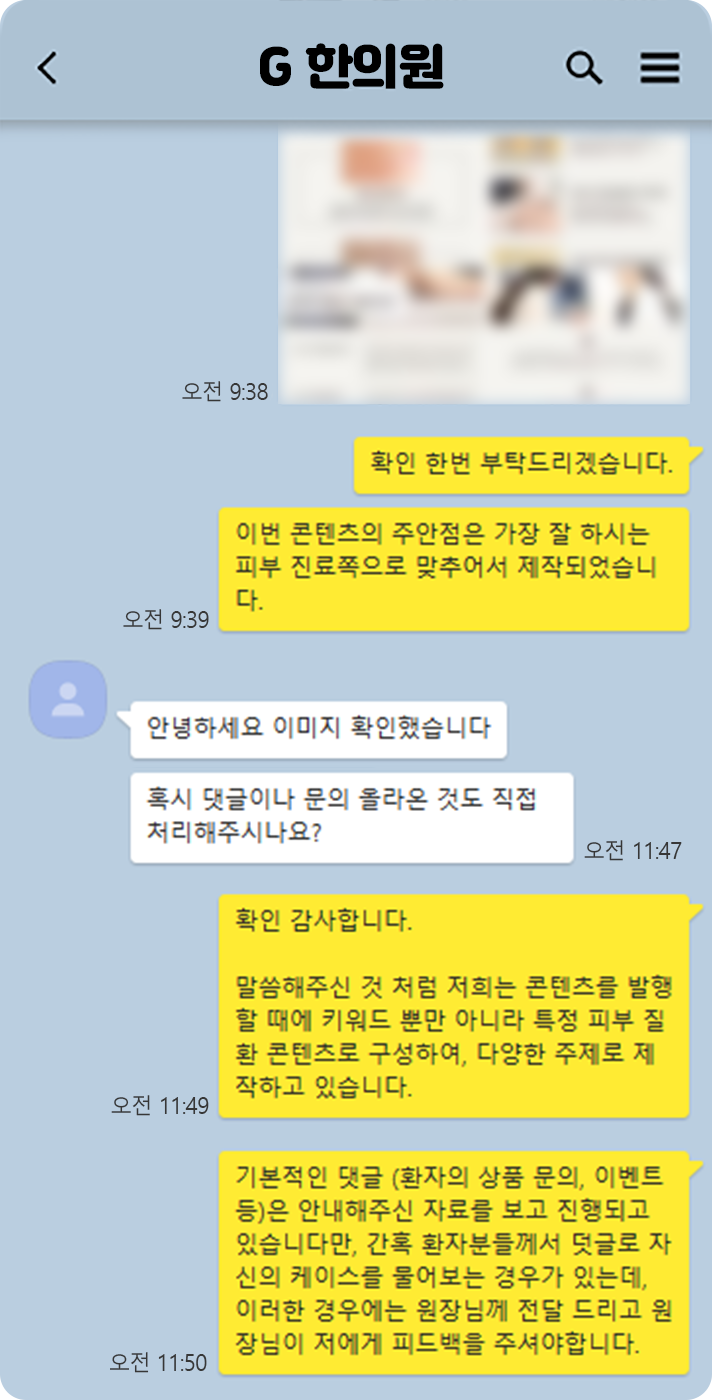 G 한의원
오전 9:38
확인 한번 부탁드리겠습니다.
이번 콘텐츠의 주안점은 가장 잘 하시는
피부 진료쪽으로 맞추어서 제작되었습니
다.
오전 9:39
안녕하세요 이미지 확인했습니다
혹시 댓글이나 문의 올라온 것도 직접
처리해주시나요?
오전 11:47
확인 감사합니다.
말씀해주신 것 처럼 저희는 콘텐츠를 발행
할 때에 키워드 뿐만 아니라 특정 피부 질
환 콘텐츠로 구성하여, 다양한 주제로 제
작하고 있습니다.
오전 11:49
기본적인 댓글 (환자의 상품 문의, 이벤트
등)은 안내해주신 자료를 보고 진행되고
있습니다만, 간혹 환자분들께서 덧글로 자
신의 케이스를 물어보는 경우가 있는데,
이러한 경우에는 원장님께 전달 드리고 원
장님이 저에게 피드백을 주셔야합니다.
오전 11:50